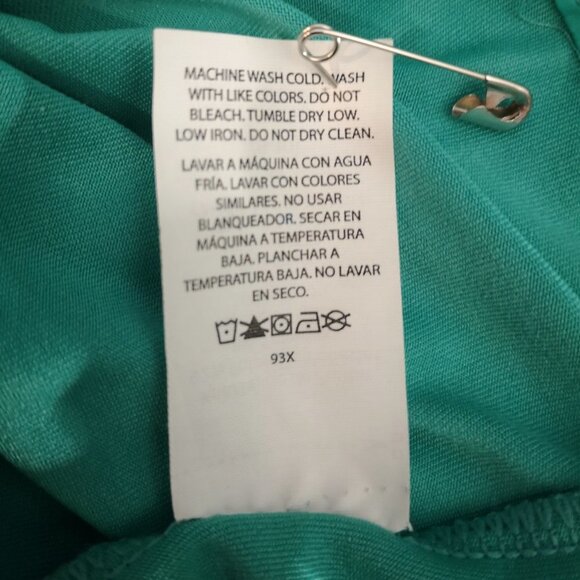 MACHINE WASH COLD. WASH
WITH LIKE COLORS. DO NOT
BLEACH. TUMBLE DRY LOW.
LOW IRON. DO NOT DRY CLEAN.
LAVAR A MÁQUINA CON AGUA
FRÍA. LAVAR CON COLORES
SIMILARES. NO USAR
BLANQUEADOR. SECAR EN
MÁQUINA A TEMPERATURA
BAJA. PLANCHAR A
TEMPERATURA BAJA. NO LAVAR
EN SECO.
93X